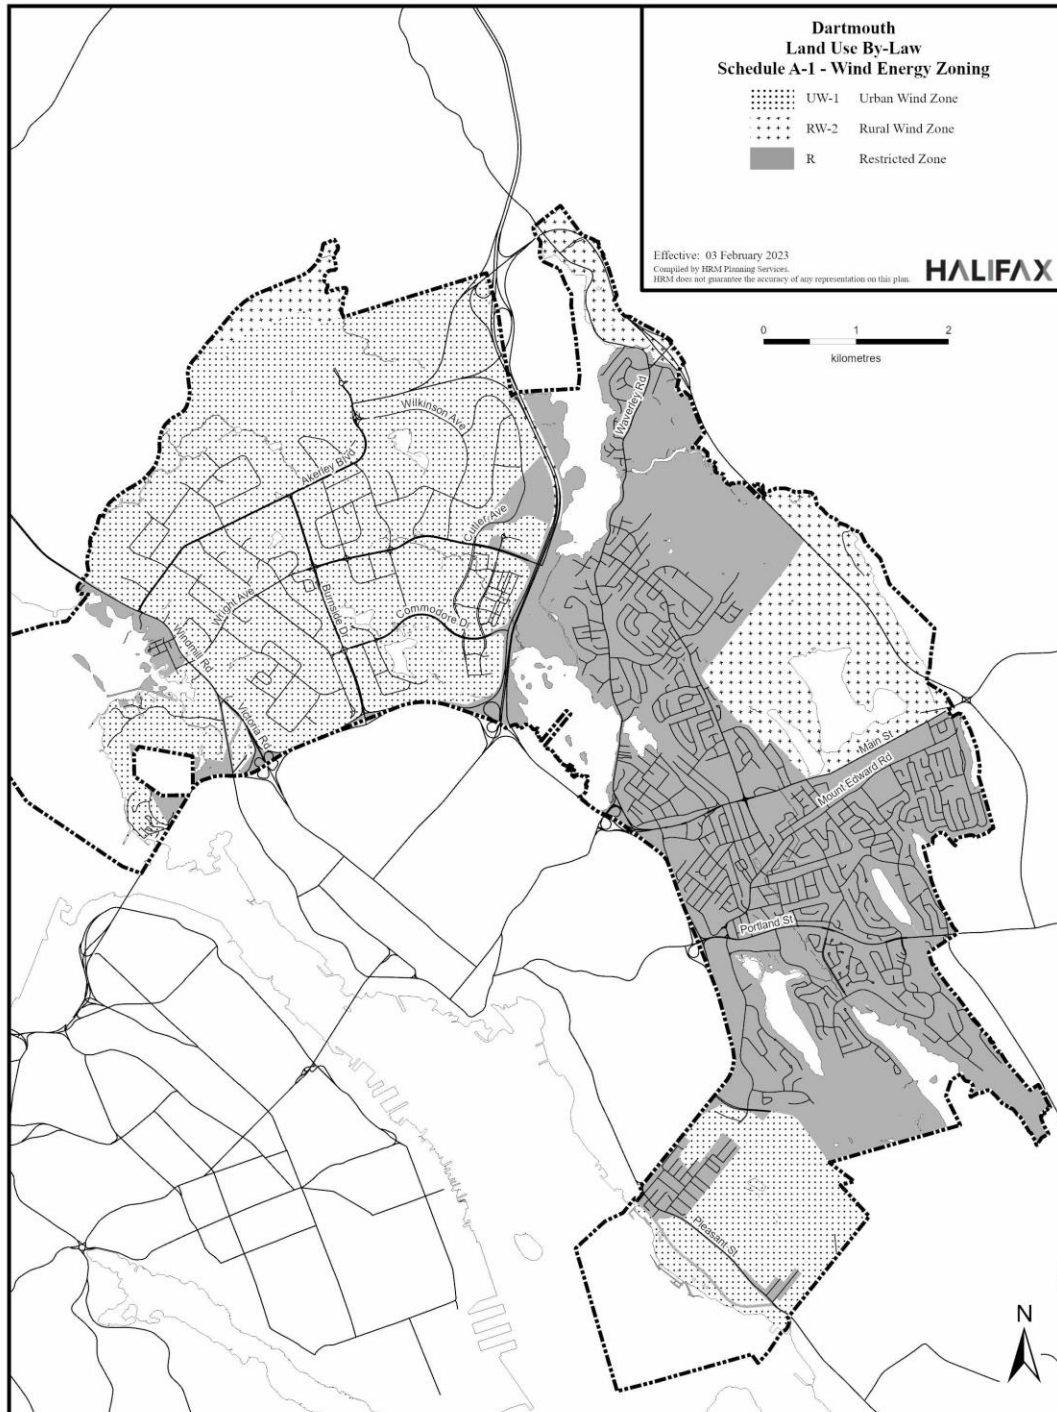 Dartmouth
Land Use By-Law
Schedule A-1 - Wind Energy Zoning
UW-1 Urban Wind Zone
RW-2 Rural Wind Zone
R Restricted Zone
Effective: 03 February 2023
Compiled by HRM Planning Services.
HRM does not guarantee the accuracy of any representation on this plan.
HALIFAX
0 1 2
kilometres
Waverley Rd
Wilkinson Ave
Akerley Blvd
Cutler Ave
Wright Ave
Burnside Dr
Commodore Dr
Windmill Rd
Victoria Rd
Main St
Mount Edward Rd
Portland St
Pleasant St
N